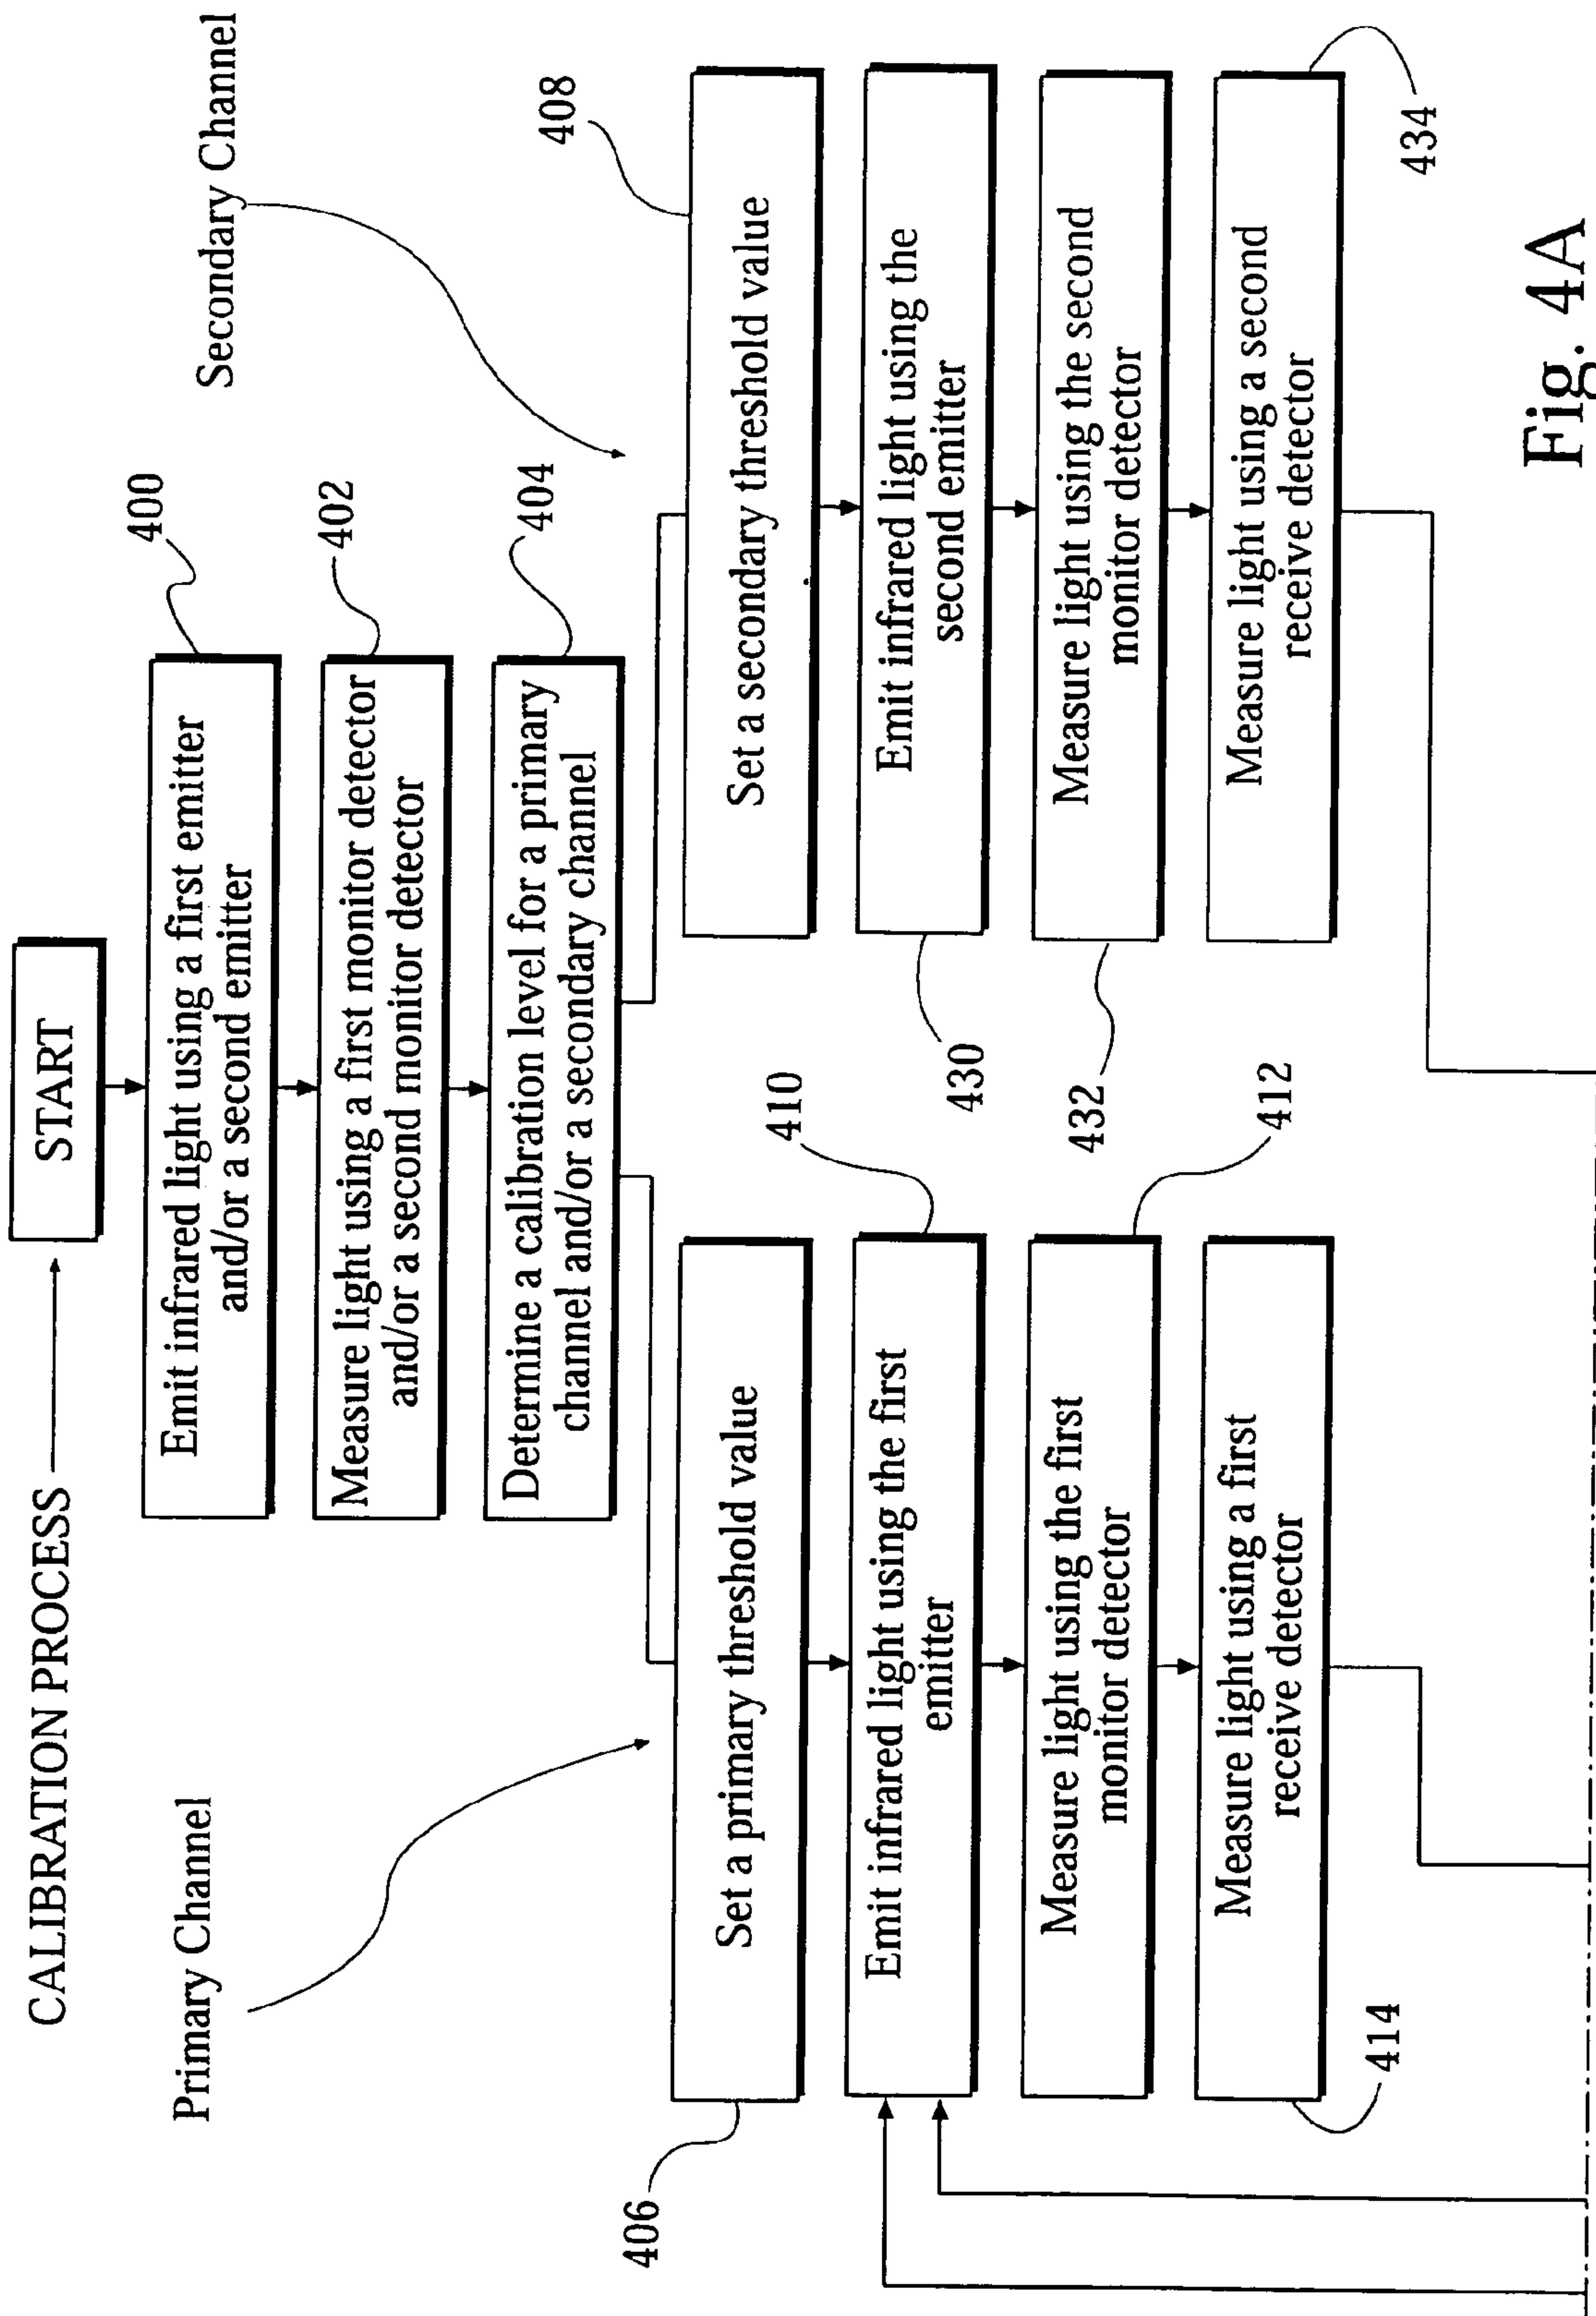 CALIBRATION PROCESS
START
400
Emit infrared light using a first emitter
and/or a second emitter
402
Measure light using a first monitor detector
and/or a second monitor detector
404
Determine a calibration level for a primary
channel and/or a secondary channel
Primary Channel
406
Set a primary threshold value
410
Emit infrared light using the first
emitter
412
Measure light using the first
monitor detector
414
Measure light using a first
receive detector
Secondary Channel
408
Set a secondary threshold value
430
Emit infrared light using the
second emitter
432
Measure light using the second
monitor detector
434
Measure light using a second
receive detector
Fig. 4A